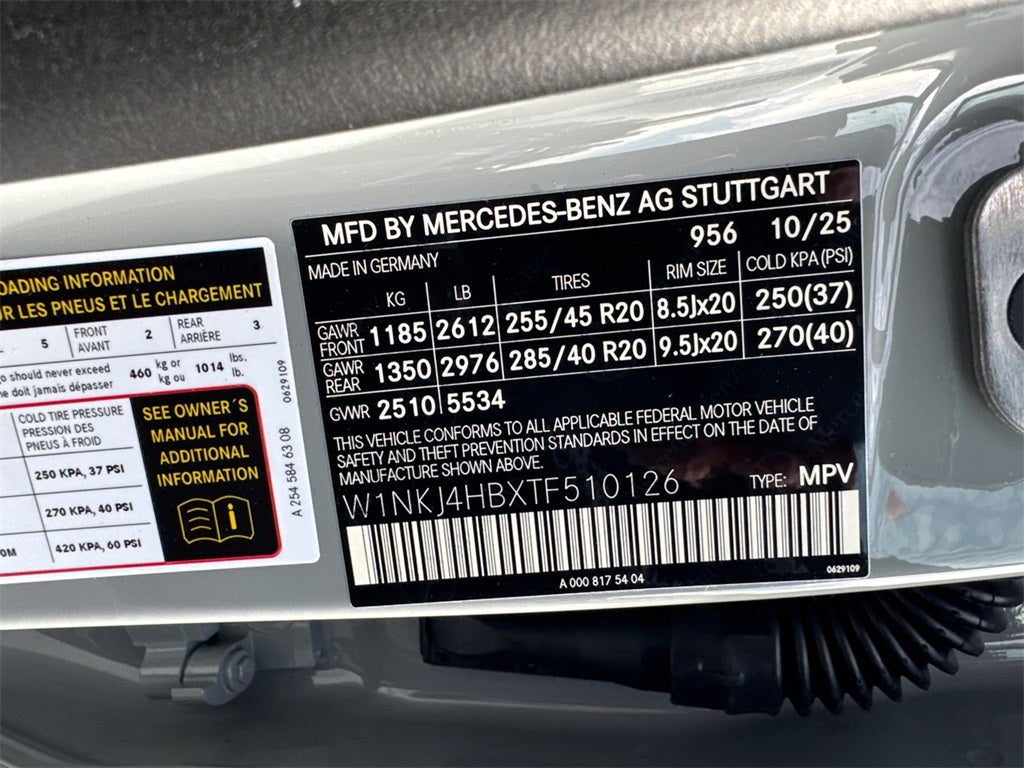 OADING INFORMATION
R LES PNEUS ET LE CHARGEMENT
5 FRONT AVANT 2 REAR ARRIÈRE 3
o should never exceed 460 kg or 1014 lbs.
ne doit jamais dépasser kg ou lb.
COLD TIRE PRESSURE
PRESSION DES
PNEUS À FROID
250 KPA, 37 PSI
270 KPA, 40 PSI
OM 420 KPA, 60 PSI
SEE OWNER´S
MANUAL FOR
ADDITIONAL
INFORMATION
i
0629109
A 254 584 63 08
MFD BY MERCEDES-BENZ AG STUTTGART
956 10/25
MADE IN GERMANY
KG LB TIRES RIM SIZE COLD KPA (PSI)
GAWR FRONT 1185 2612 255/45 R20 8.5Jx20 250(37)
GAWR REAR 1350 2976 285/40 R20 9.5Jx20 270(40)
GVWR 2510 5534
THIS VEHICLE CONFORMS TO ALL APPLICABLE FEDERAL MOTOR VEHICLE
SAFETY AND THEFT PREVENTION STANDARDS IN EFFECT ON THE DATE OF
MANUFACTURE SHOWN ABOVE.
W1NKJ4HBXTF510126 TYPE: MPV
A 000 817 54 04
0629109